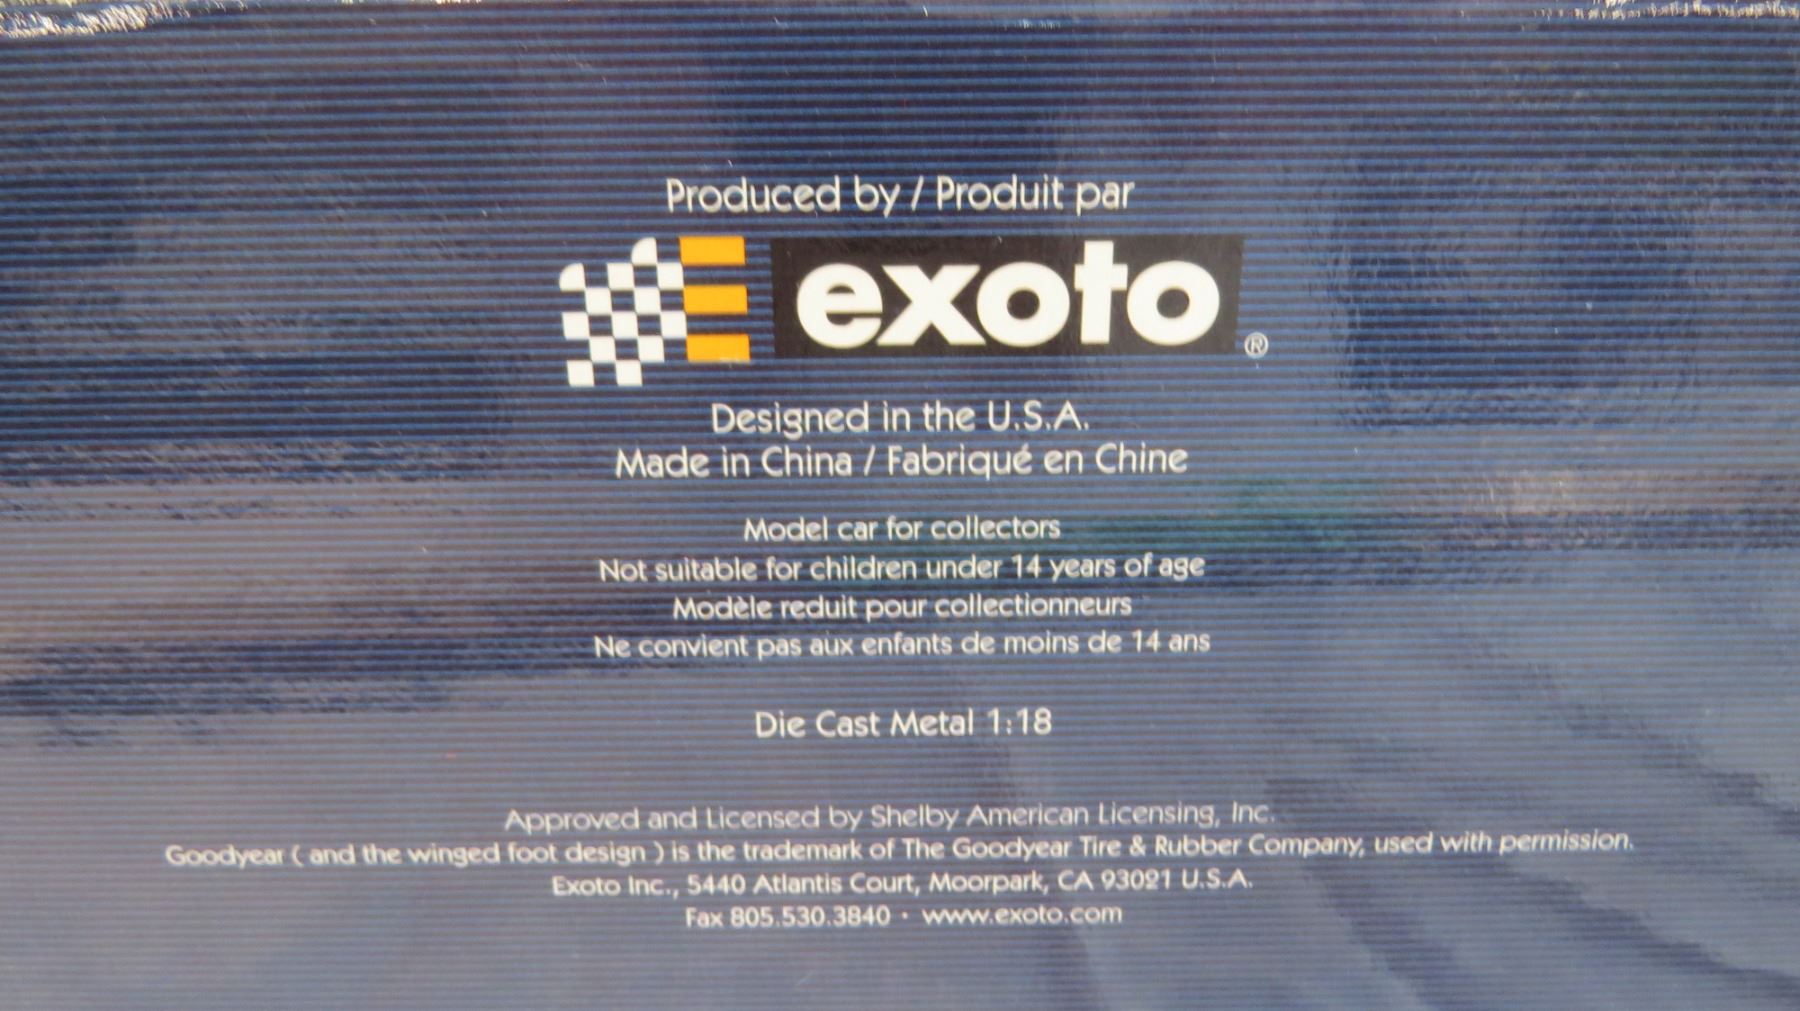 Produced by / Produit par
exoto®
Designed in the U.S.A.
Made in China / Fabriqué en Chine
Model car for collectors
Not suitable for children under 14 years of age
Modèle reduit pour collectionneurs
Ne convient pas aux enfants de moins de 14 ans
Die Cast Metal 1:18
Approved and Licensed by Shelby American Licensing, Inc.
Goodyear ( and the winged foot design ) is the trademark of The Goodyear Tire & Rubber Company, used with permission.
Exoto Inc., 5440 Atlantis Court, Moorpark, CA 93021 U.S.A.
Fax 805.530.3840 · www.exoto.com